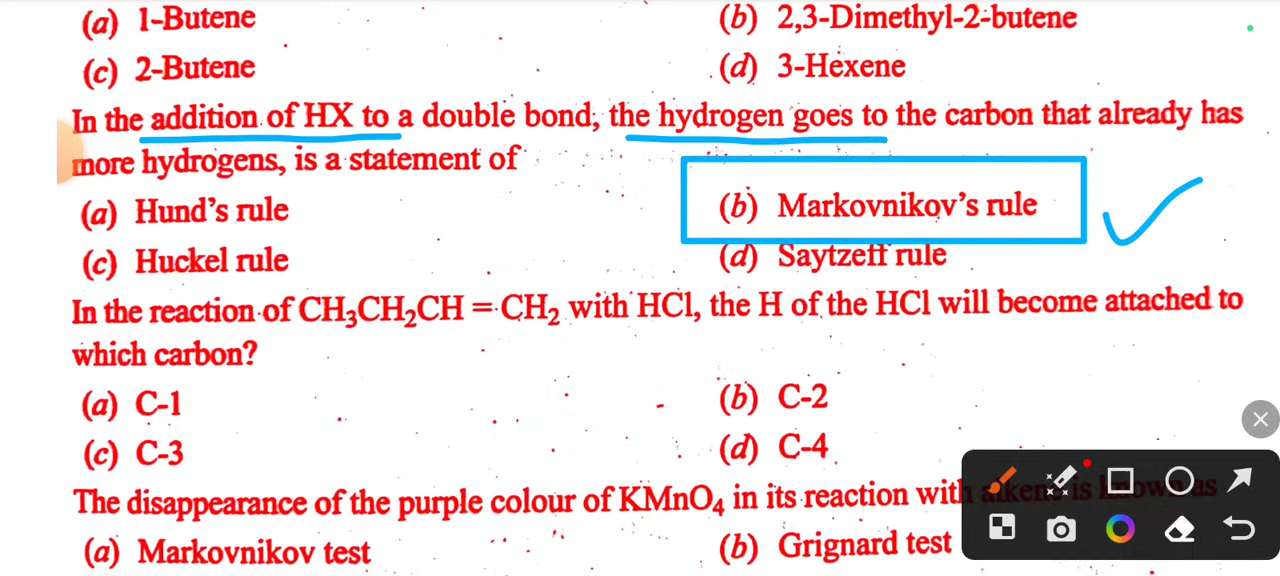 (a) 1-Butene (b) 2,3-Dimethyl-2-butene
(c) 2-Butene (d) 3-Hexene
In the addition of HX to a double bond, the hydrogen goes to the carbon that already has
more hydrogens, is a statement of
(a) Hund's rule (b) Markovnikov's rule
(c) Huckel rule (d) Saytzeff rule
In the reaction of CH₃CH₂CH = CH₂ with HCl, the H of the HCl will become attached to
which carbon?
(a) C-1 (b) C-2
(c) C-3 (d) C-4
The disappearance of the purple colour of KMnO₄ in its reaction with alkene is known as
(a) Markovnikov test (b) Grignard test